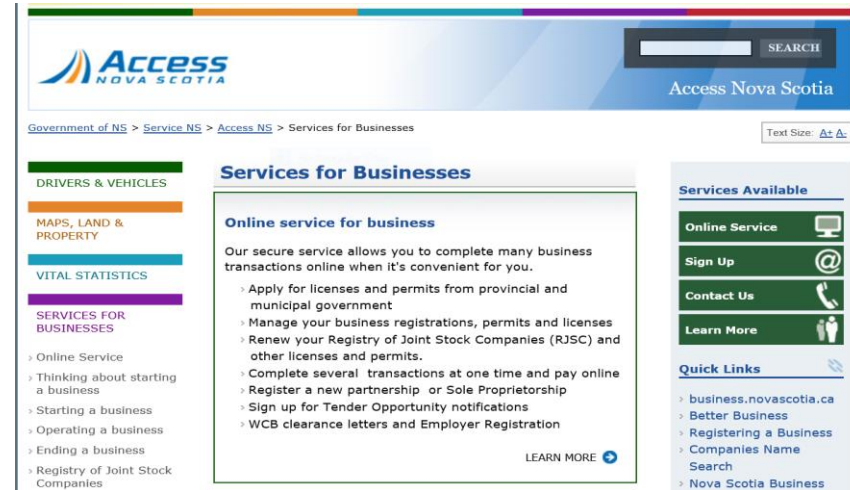 Access
NOVA SCOTIA
SEARCH
Access Nova Scotia
Government of NS > Service NS > Access NS > Services for Businesses
Text Size: A+ A-
DRIVERS & VEHICLES
MAPS, LAND &
PROPERTY
VITAL STATISTICS
SERVICES FOR
BUSINESSES
› Online Service
› Thinking about starting
a business
› Starting a business
› Operating a business
› Ending a business
› Registry of Joint Stock
Companies
Services for Businesses
Online service for business
Our secure service allows you to complete many business
transactions online when it's convenient for you.
› Apply for licenses and permits from provincial and
municipal government
› Manage your business registrations, permits and licenses
› Renew your Registry of Joint Stock Companies (RJSC) and
other licenses and permits.
› Complete several transactions at one time and pay online
› Register a new partnership or Sole Proprietorship
› Sign up for Tender Opportunity notifications
› WCB clearance letters and Employer Registration
LEARN MORE
Services Available
Online Service
Sign Up @
Contact Us
Learn More
Quick Links
› business.novascotia.ca
› Better Business
› Registering a Business
› Companies Name
Search
› Nova Scotia Business